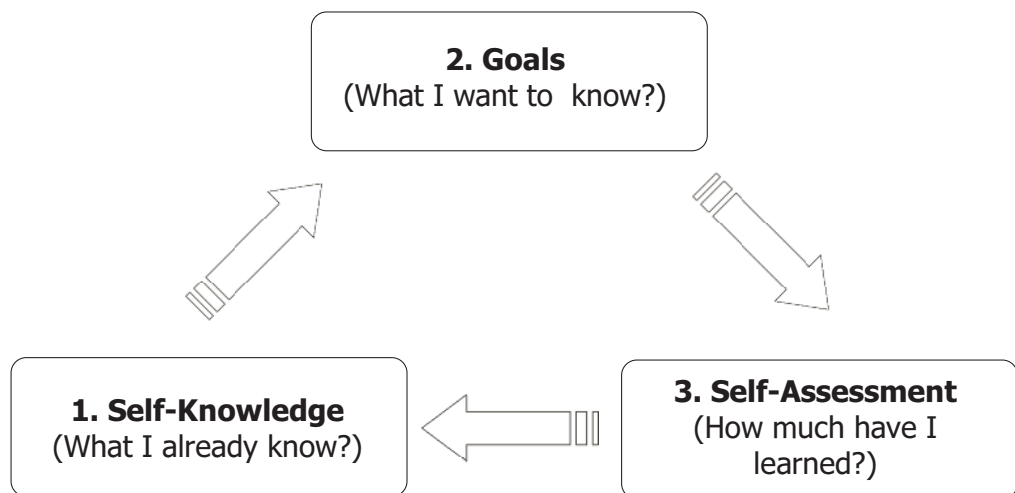 2. Goals
(What I want to know?)
1. Self-Knowledge
(What I already know?)
3. Self-Assessment
(How much have I
learned?)